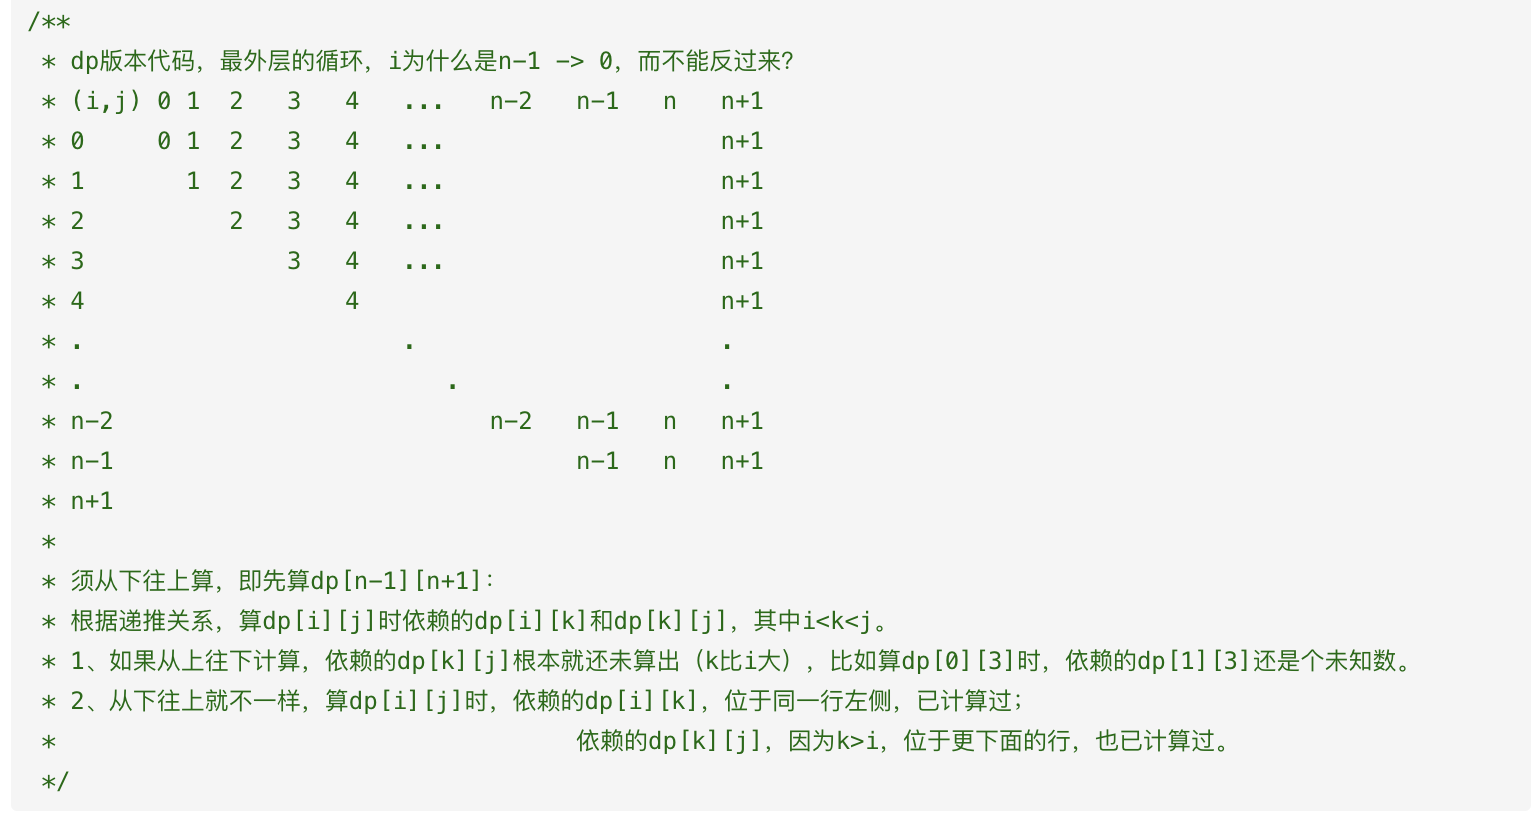 /**
 * dp版本代码，最外层的循环，i为什么是n-1 -> 0，而不能反过来？
 * (i,j) 0 1  2   3   4   ...   n-2   n-1   n   n+1
 * 0     0 1  2   3   4   ...                   n+1
 * 1       1  2   3   4   ...                   n+1
 * 2          2   3   4   ...                   n+1
 * 3              3   4   ...                   n+1
 * 4                  4                         n+1
 * .                      .                     .
 * .                         .                  .
 * n-2                          n-2   n-1   n   n+1
 * n-1                                n-1   n   n+1
 * n+1
 *
 * 须从下往上算，即先算dp[n-1][n+1]：
 * 根据递推关系，算dp[i][j]时依赖的dp[i][k]和dp[k][j]，其中i<k<j。
 * 1、如果从上往下计算，依赖的dp[k][j]根本就还未算出（k比i大），比如算dp[0][3]时，依赖的dp[1][3]还是个未知数。
 * 2、从下往上就不一样，算dp[i][j]时，依赖的dp[i][k]，位于同一行左侧，已计算过；
 *                                    依赖的dp[k][j]，因为k>i，位于更下面的行，也已计算过。
 */